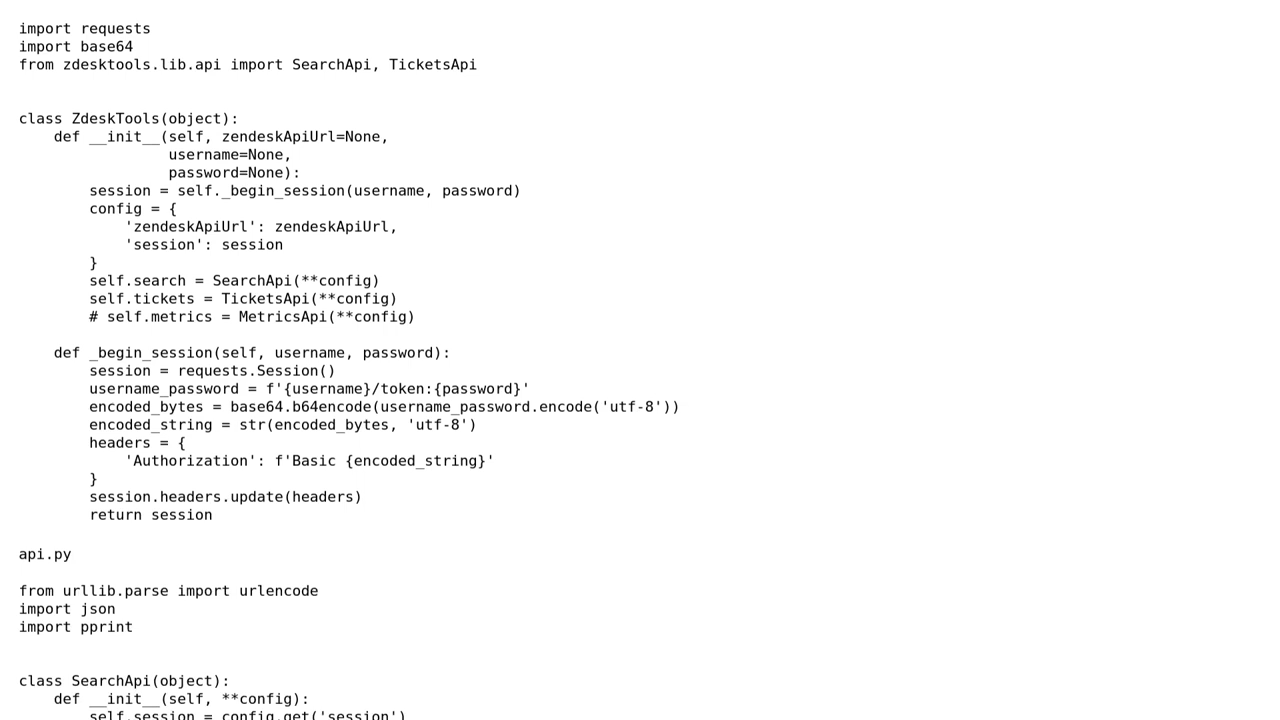 import requests
import base64
from zdesktools.lib.api import SearchApi, TicketsApi
class ZdeskTools(object):
    def __init__(self, zendeskApiUrl=None,
                 username=None,
                 password=None):
        session = self._begin_session(username, password)
        config = {
            'zendeskApiUrl': zendeskApiUrl,
            'session': session
        }
        self.search = SearchApi(**config)
        self.tickets = TicketsApi(**config)
        # self.metrics = MetricsApi(**config)
    def _begin_session(self, username, password):
        session = requests.Session()
        username_password = f'{username}/token:{password}'
        encoded_bytes = base64.b64encode(username_password.encode('utf-8'))
        encoded_string = str(encoded_bytes, 'utf-8')
        headers = {
            'Authorization': f'Basic {encoded_string}'
        }
        session.headers.update(headers)
        return session
api.py
from urllib.parse import urlencode
import json
import pprint
class SearchApi(object):
    def __init__(self, **config):
        self.session = config.get('session')